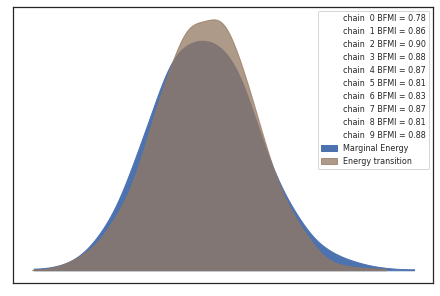 chain  0 BFMI = 0.78
chain  1 BFMI = 0.86
chain  2 BFMI = 0.90
chain  3 BFMI = 0.88
chain  4 BFMI = 0.87
chain  5 BFMI = 0.81
chain  6 BFMI = 0.83
chain  7 BFMI = 0.87
chain  8 BFMI = 0.81
chain  9 BFMI = 0.88
Marginal Energy
Energy transition